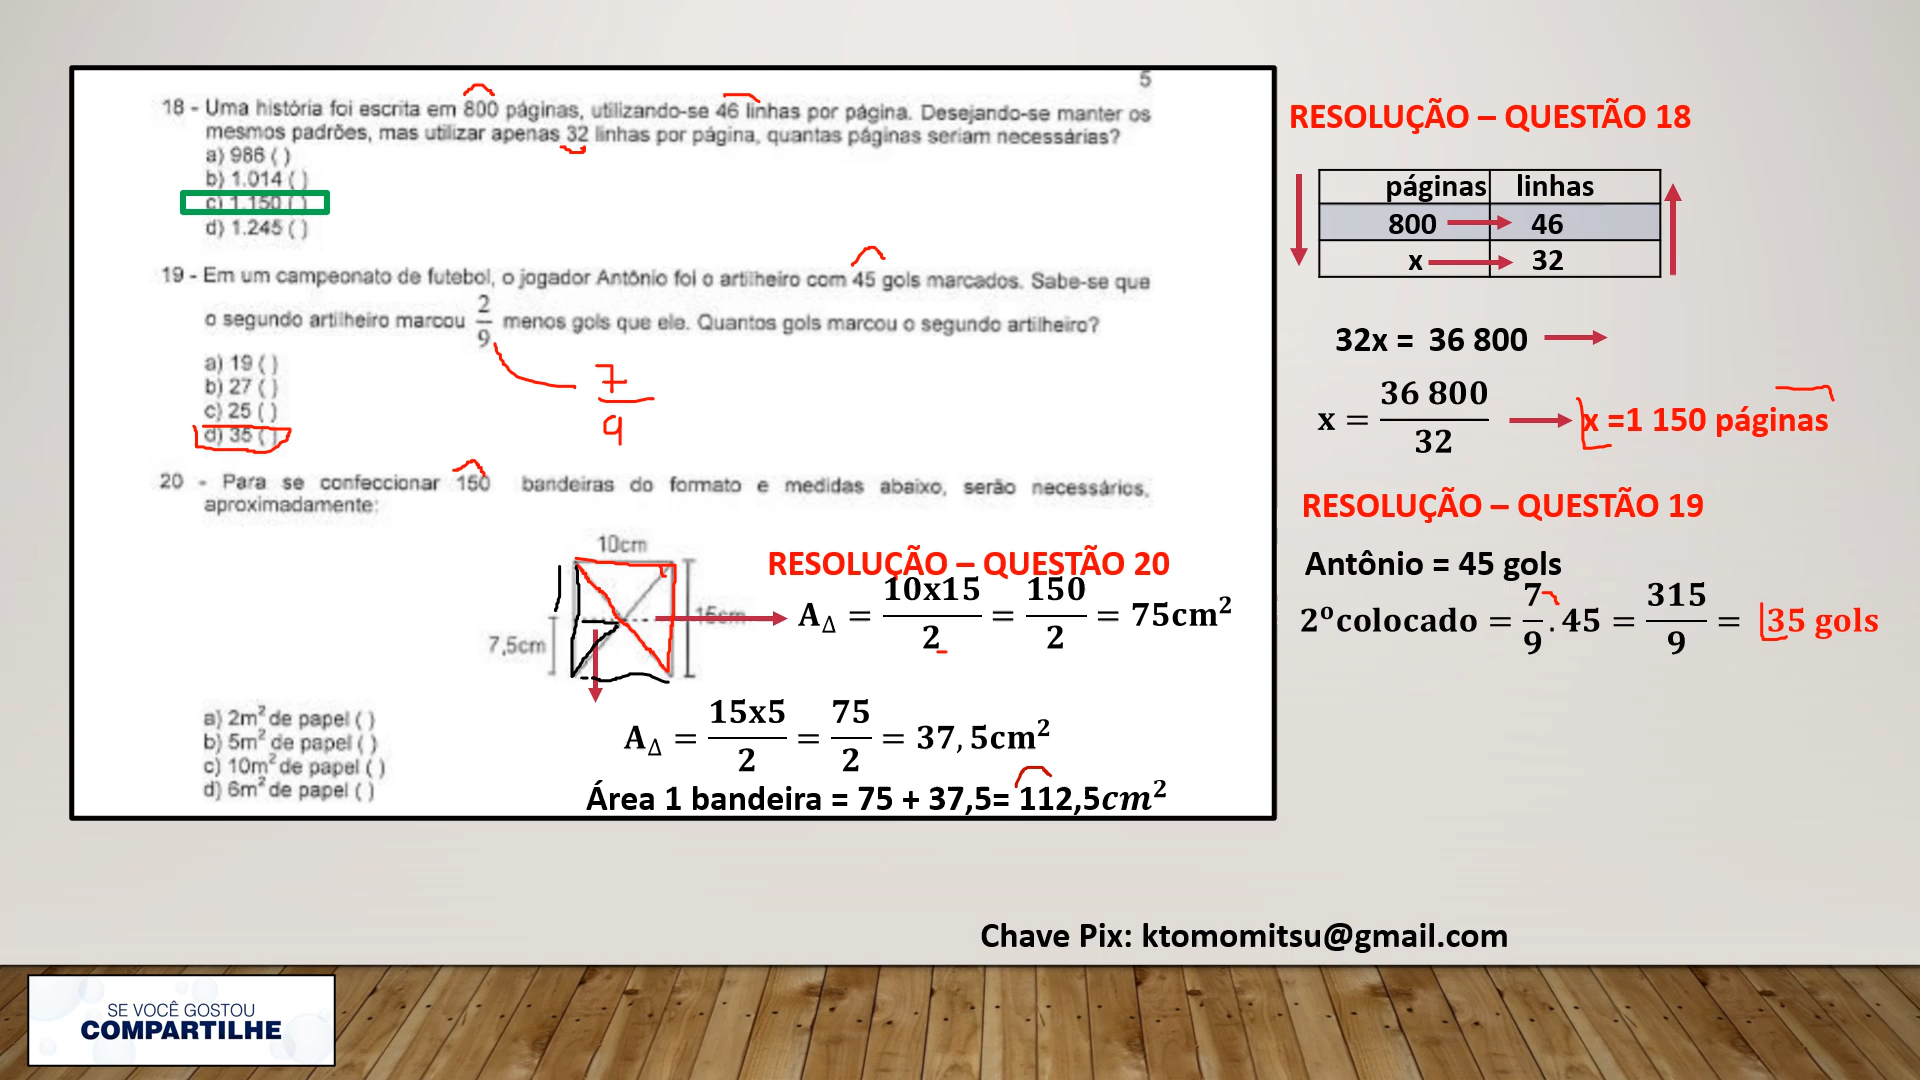 5
18 - Uma história foi escrita em 800 páginas, utilizando-se 46 linhas por página. Desejando-se manter os
mesmos padrões, mas utilizar apenas 32 linhas por página, quantas páginas seriam necessárias?
a) 986 ( )
b) 1.014 ( )
c) 1.150 ( )
d) 1.245 ( )
19 - Em um campeonato de futebol, o jogador Antônio foi o artilheiro com 45 gols marcados. Sabe-se que
o segundo artilheiro marcou 2/9 menos gols que ele. Quantos gols marcou o segundo artilheiro?
a) 19 ( )
b) 27 ( )
c) 25 ( )
d) 35 ( )
7/9
20 - Para se confeccionar 150 bandeiras do formato e medidas abaixo, serão necessários,
aproximadamente:
10cm
15cm
7,5cm
a) 2m² de papel ( )
b) 5m² de papel ( )
c) 10m² de papel ( )
d) 6m² de papel ( )
RESOLUÇÃO – QUESTÃO 20
A△ = 10x15/2 = 150/2 = 75cm²
A△ = 15x5/2 = 75/2 = 37,5cm²
Área 1 bandeira = 75 + 37,5= 112,5cm²
RESOLUÇÃO – QUESTÃO 18
páginas linhas
800 46
x 32
32x = 36 800
x = 36 800/32
x =1 150 páginas
RESOLUÇÃO – QUESTÃO 19
Antônio = 45 gols
2ºcolocado = 7/9 . 45 = 315/9 = 35 gols
Chave Pix: ktomomitsu@gmail.com
SE VOCÊ GOSTOU
COMPARTILHE